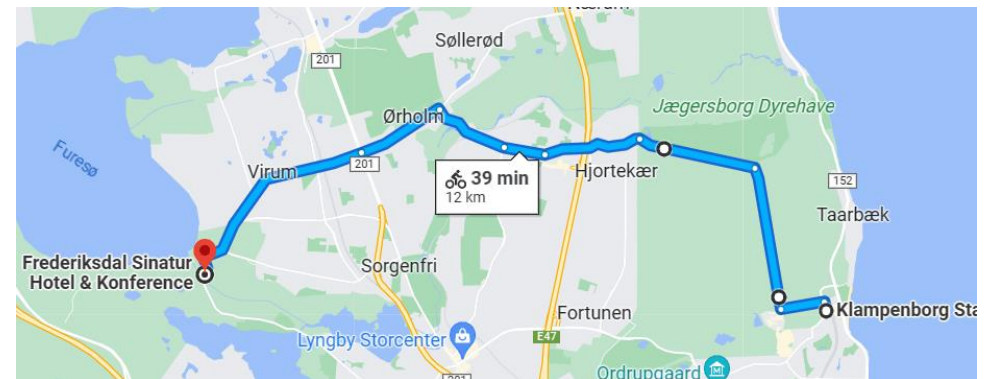 Søllerød
201
Ørholm
Jægersborg Dyrehave
Furesø
Virum
201
39 min
12 km
Hjortekær
152
Taarbæk
Frederiksdal Sinatur
Hotel & Konference
Sorgenfri
Klampenborg Sta
Fortunen
E47
Lyngby Storcenter
Ordrupgaard
201